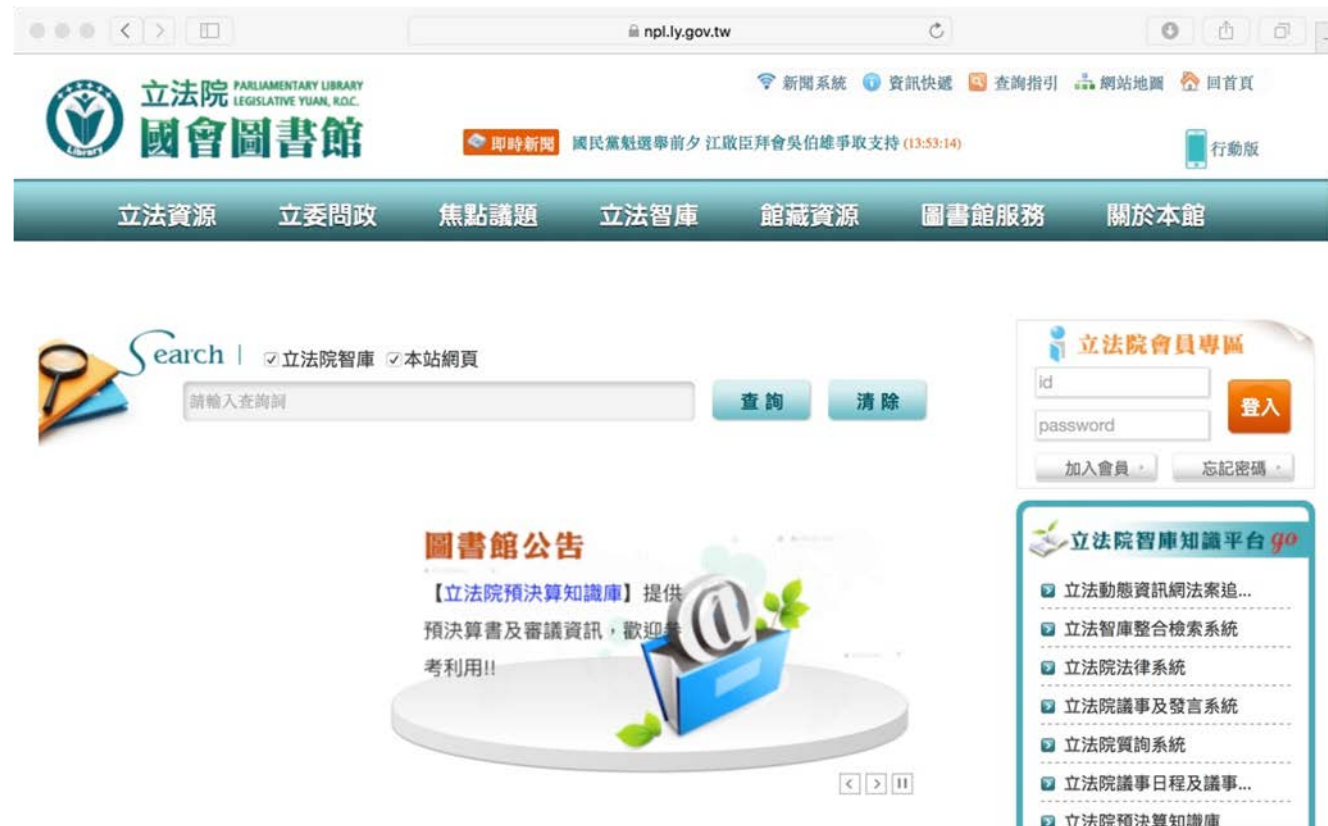 npl.ly.gov.tw
立法院 PARLIAMENTARY LIBRARY
LEGISLATIVE YUAN, R.O.C.
國會圖書館
Library
新聞系統 資訊快遞 查詢指引 網站地圖 回首頁
即時新聞 國民黨魁選舉前夕 江啟臣拜會吳伯雄爭取支持 (13:53:14)
行動版
立法資源 立委問政 焦點議題 立法智庫 館藏資源 圖書館服務 關於本館
Search | 立法院智庫 本站網頁
請輸入查詢詞
查詢 清除
立法院會員專區
id
password
登入
加入會員 忘記密碼
圖書館公告
【立法院預決算知識庫】提供
預決算書及審議資訊,歡迎參
考利用!!
立法院智庫知識平台 go
立法動態資訊網法案追...
立法智庫整合檢索系統
立法院法律系統
立法院議事及發言系統
立法院質詢系統
立法院議事日程及議事...
立法院預決算知識庫